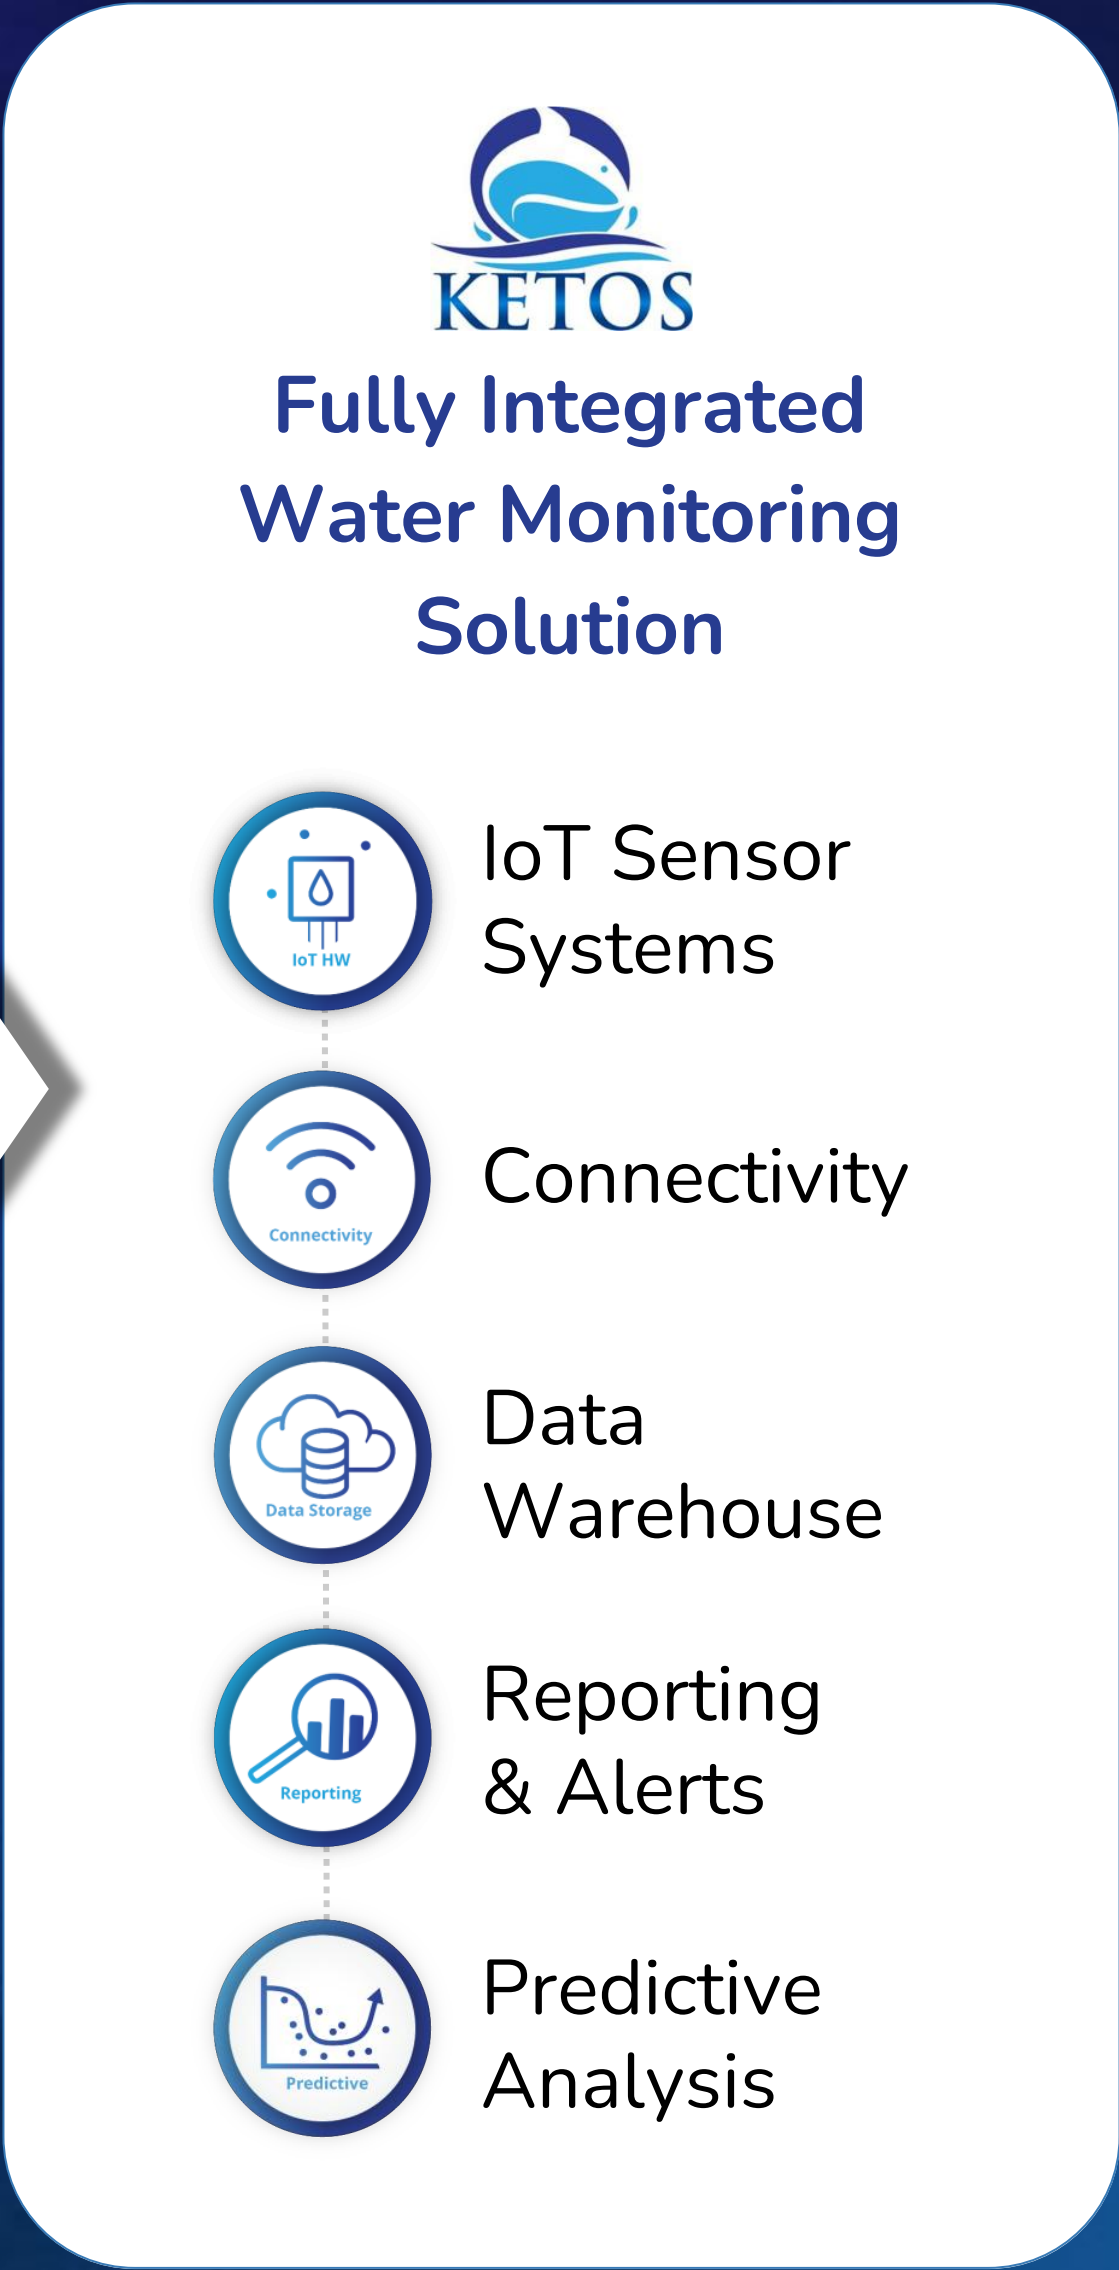 KETOS
Fully Integrated
Water Monitoring
Solution
IoT HW
IoT Sensor
Systems
Connectivity
Connectivity
Data Storage
Data
Warehouse
Reporting
Reporting
& Alerts
Predictive
Predictive
Analysis